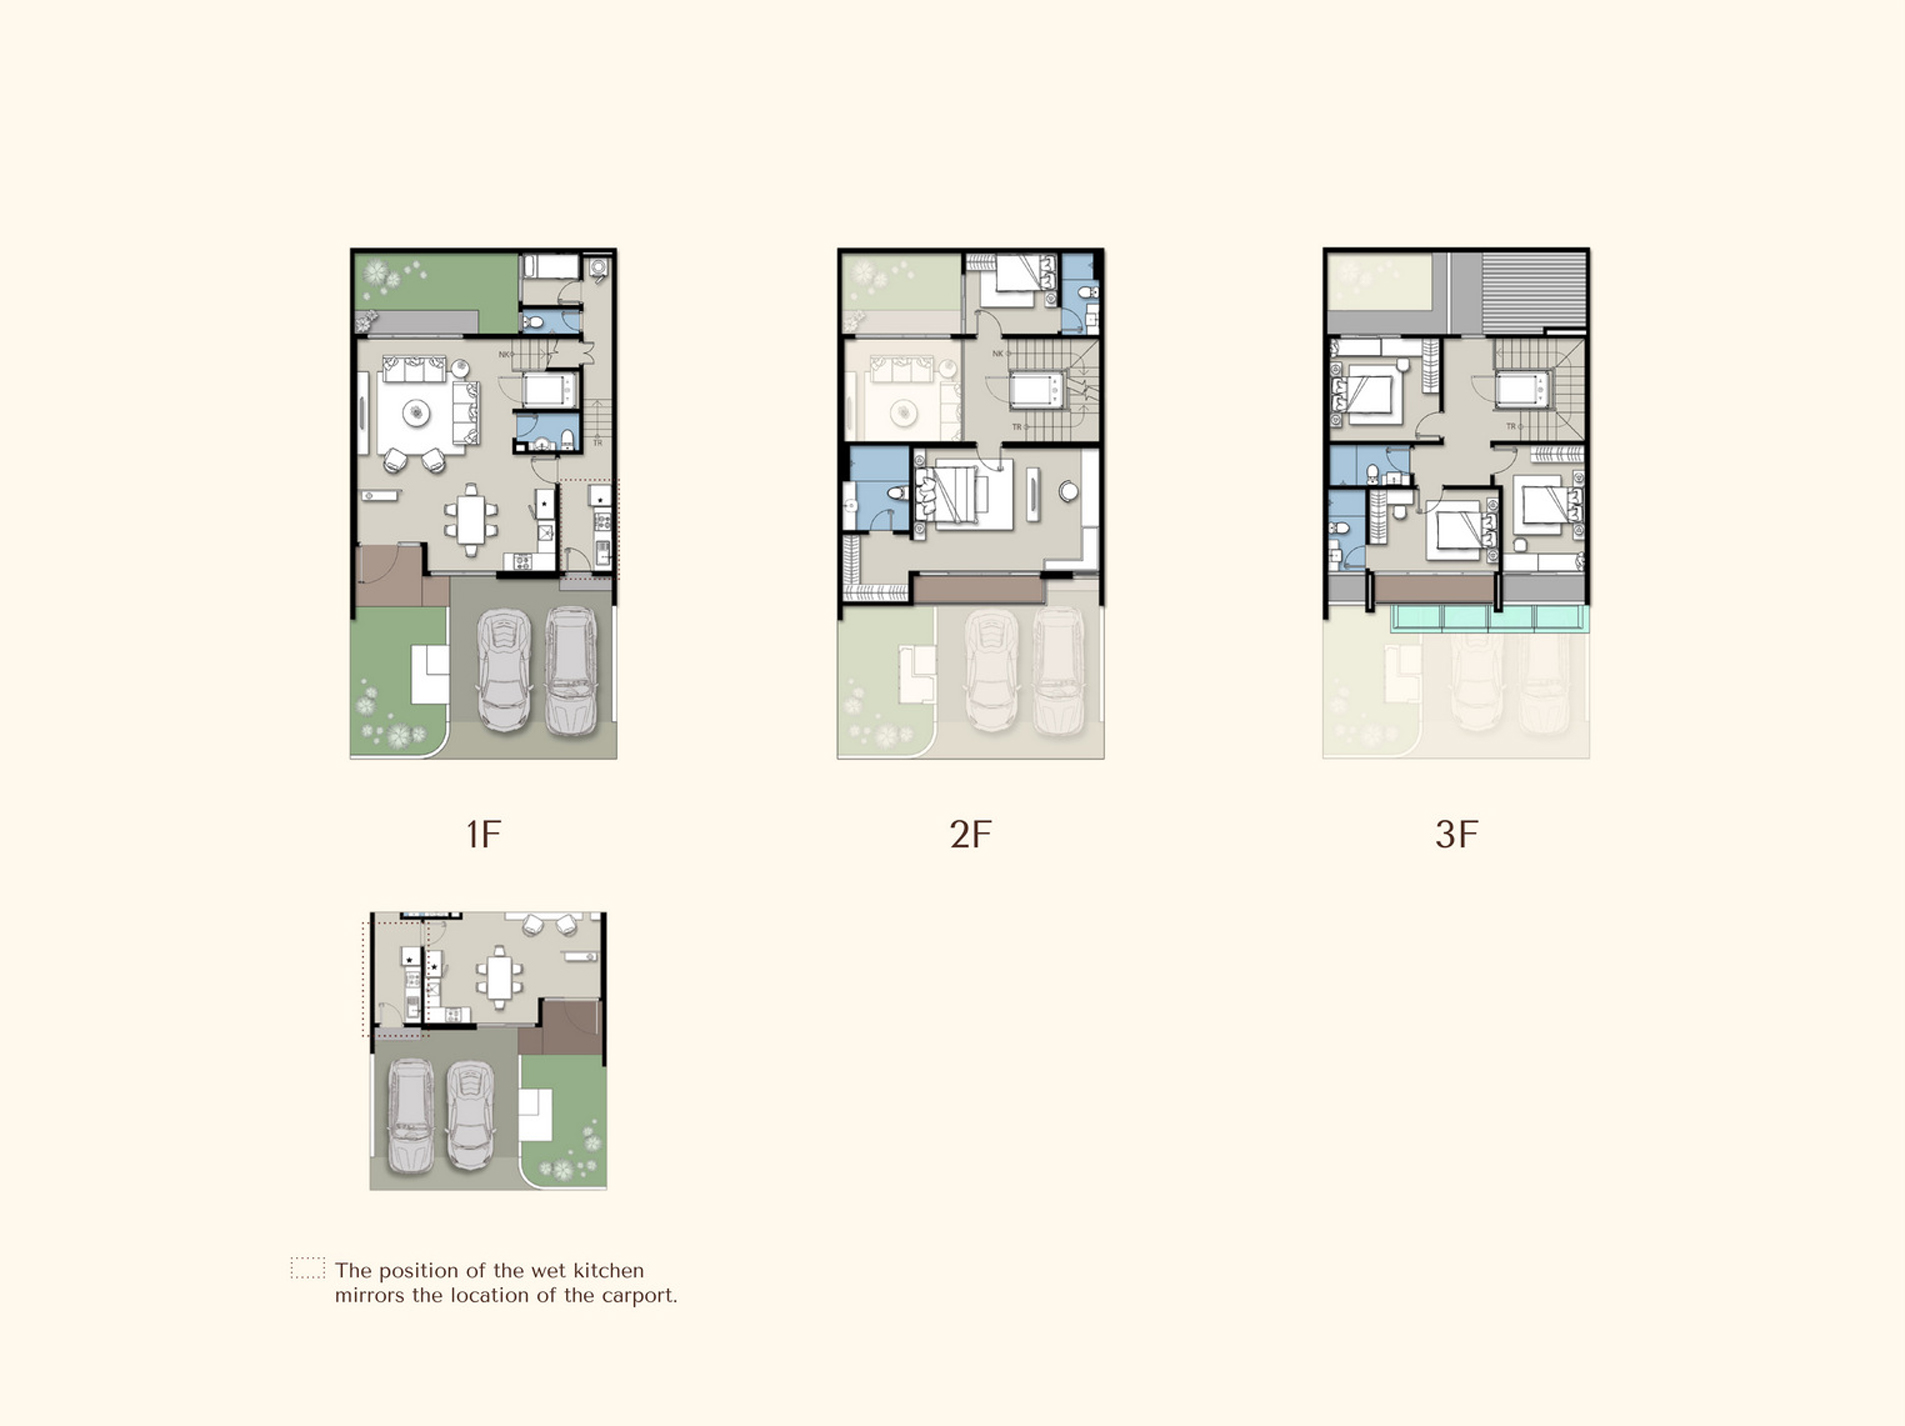 NK
TR
NK
TR
TR
1F
2F
3F
The position of the wet kitchen
mirrors the location of the carport.